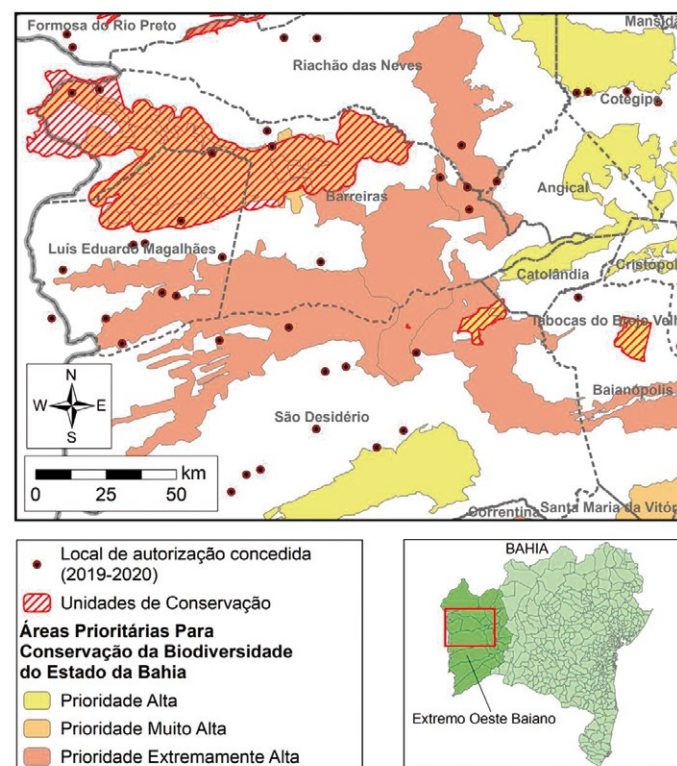 Formosa do Rio Preto
Mansidã
Riachão das Neves
Cotegipe
Angical
Barreiras
Luís Eduardo Magalhães
Catolândia
Cristópol
Tabocas do Brejo Velh
Baianópolis
São Desidério
Correntina
Santa Maria da Vitór
N
W
E
S
km
0 25 50
Local de autorização concedida
(2019-2020)
Unidades de Conservação
Áreas Prioritárias Para
Conservação da Biodiversidade
do Estado da Bahia
Prioridade Alta
Prioridade Muito Alta
Prioridade Extremamente Alta
BAHIA
Extremo Oeste Baiano